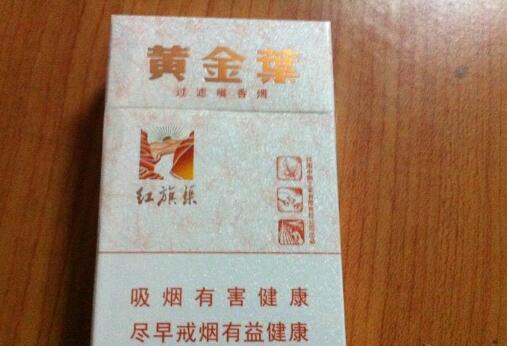 黄金葉
过滤嘴香烟
红旗渠
吸烟有害健康
尽早戒烟有益健康